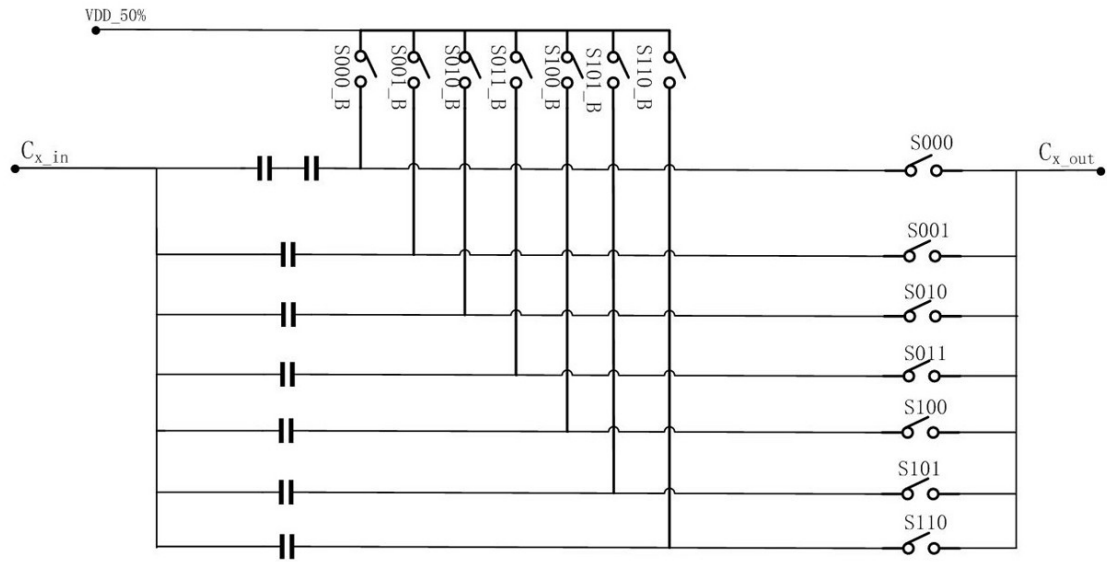 VDD_50%
S000_B
S001_B
S010_B
S011_B
S100_B
S101_B
S110_B
Cx_in
S000
Cx_out
S001
S010
S011
S100
S101
S110